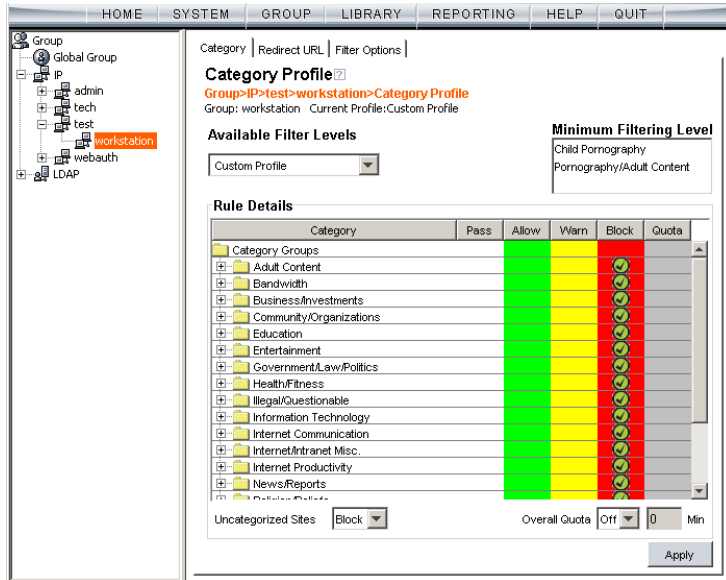 HOME SYSTEM GROUP LIBRARY REPORTING HELP QUIT
Group
Global Group
IP
admin
tech
test
workstation
webauth
LDAP
Category Redirect URL Filter Options
Category Profile ?
Group>IP>test>workstation>Category Profile
Group: workstation Current Profile:Custom Profile
Available Filter Levels
Custom Profile
Minimum Filtering Level
Child Pornography
Pornography/Adult Content
Rule Details
Category Pass Allow Warn Block Quota
Category Groups
Adult Content
Bandwidth
Business/Investments
Community/Organizations
Education
Entertainment
Government/Law/Politics
Health/Fitness
Illegal/Questionable
Information Technology
Internet Communication
Internet/Intranet Misc.
Internet Productivity
News/Reports
Religion/Beliefs
Uncategorized Sites Block Overall Quota Off 0 Min
Apply